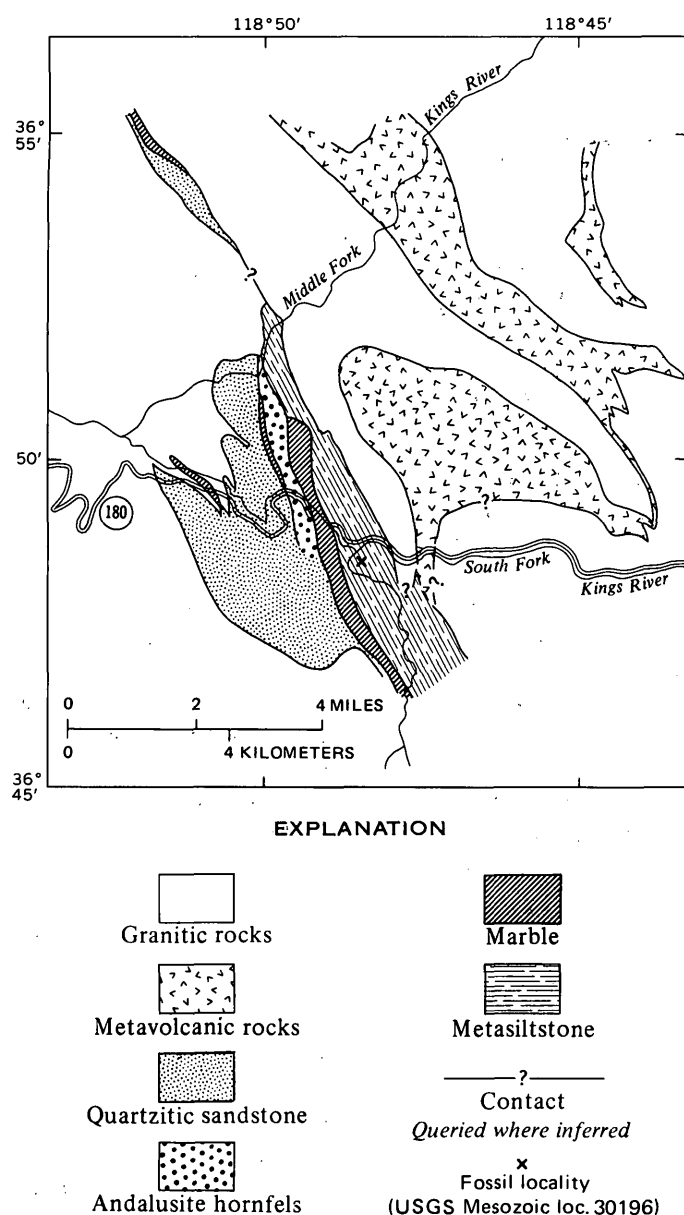 118°50′
118°45′
36°
55′
Kings River
Middle Fork
50′
180
South Fork
Kings River
?
?
?
0 2 4 MILES
0 4 KILOMETERS
36°
45′
EXPLANATION
Granitic rocks
Marble
Metavolcanic rocks
Metasiltstone
Quartzitic sandstone
?
Contact
Queried where inferred
Andalusite hornfels
x
Fossil locality
(USGS Mesozoic loc. 30196)